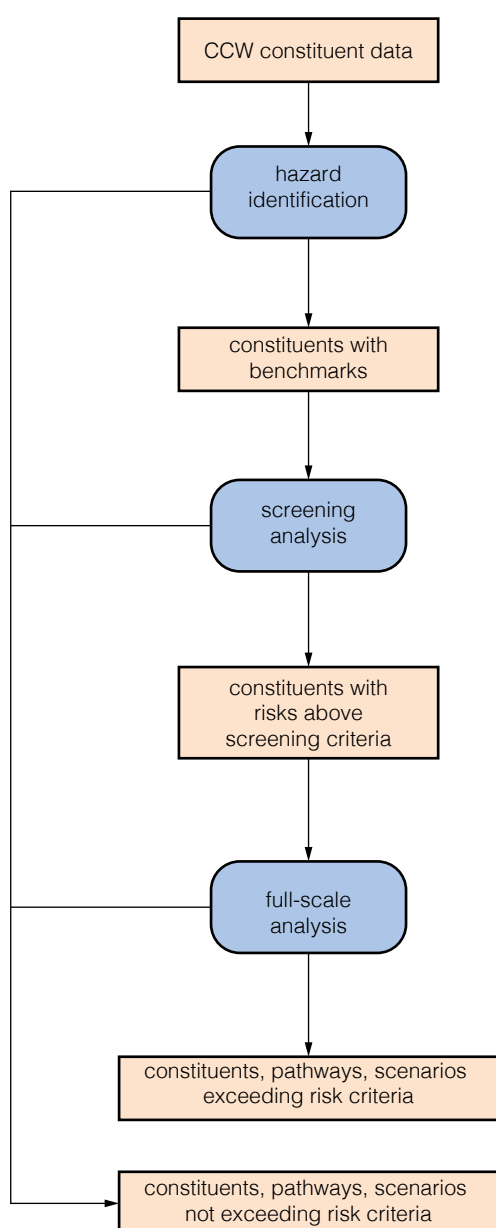 CCW constituent data
hazard
identification
constituents with
benchmarks
screening
analysis
constituents with
risks above
screening criteria
full-scale
analysis
constituents, pathways, scenarios
exceeding risk criteria
constituents, pathways, scenarios
not exceeding risk criteria